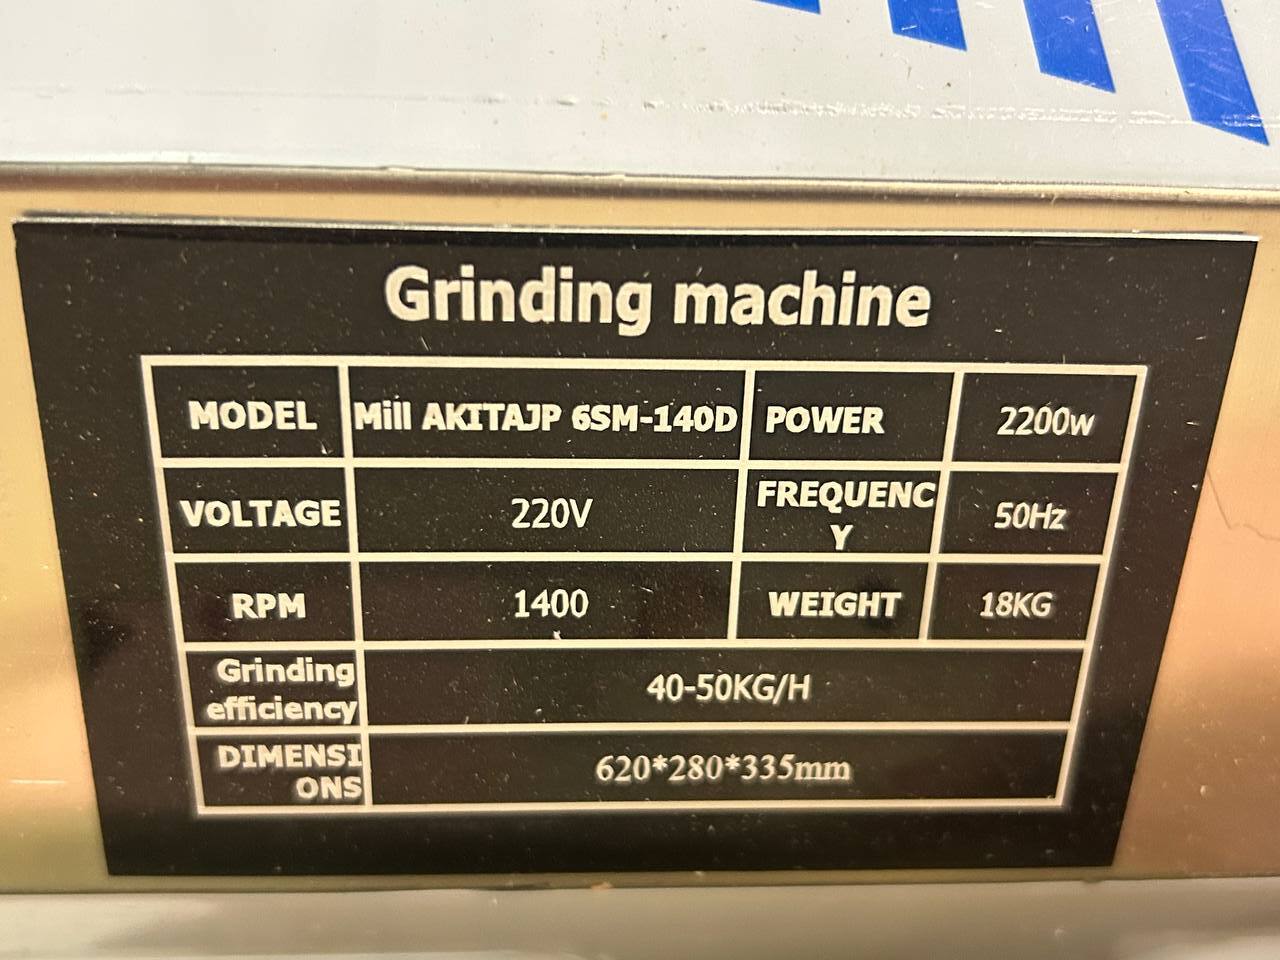 Grinding machine
MODEL Mill AKITAJP 6SM-140D POWER 2200w
VOLTAGE 220V FREQUENC
Y 50Hz
RPM 1400 WEIGHT 18KG
Grinding
efficiency 40-50KG/H
DIMENSI
ONS 620*280*335mm